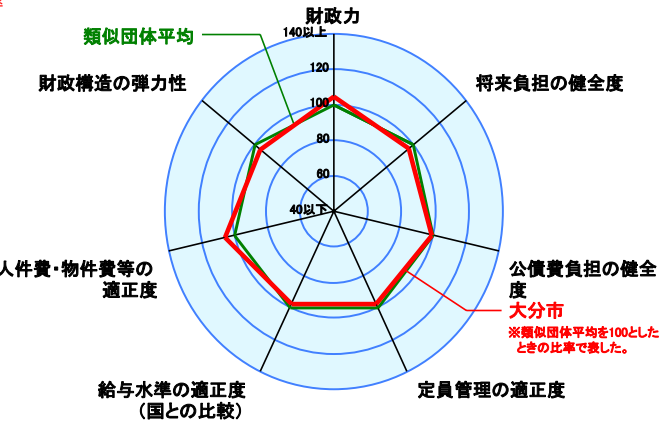 財政力
140以上
類似団体平均
120
財政構造の弾力性
将来負担の健全度
100
80
60
40以下
人件費・物件費等の
適正度
公債費負担の健全
度
大分市
※類似団体平均を100とした
ときの比率で表した。
給与水準の適正度
（国との比較）
定員管理の適正度